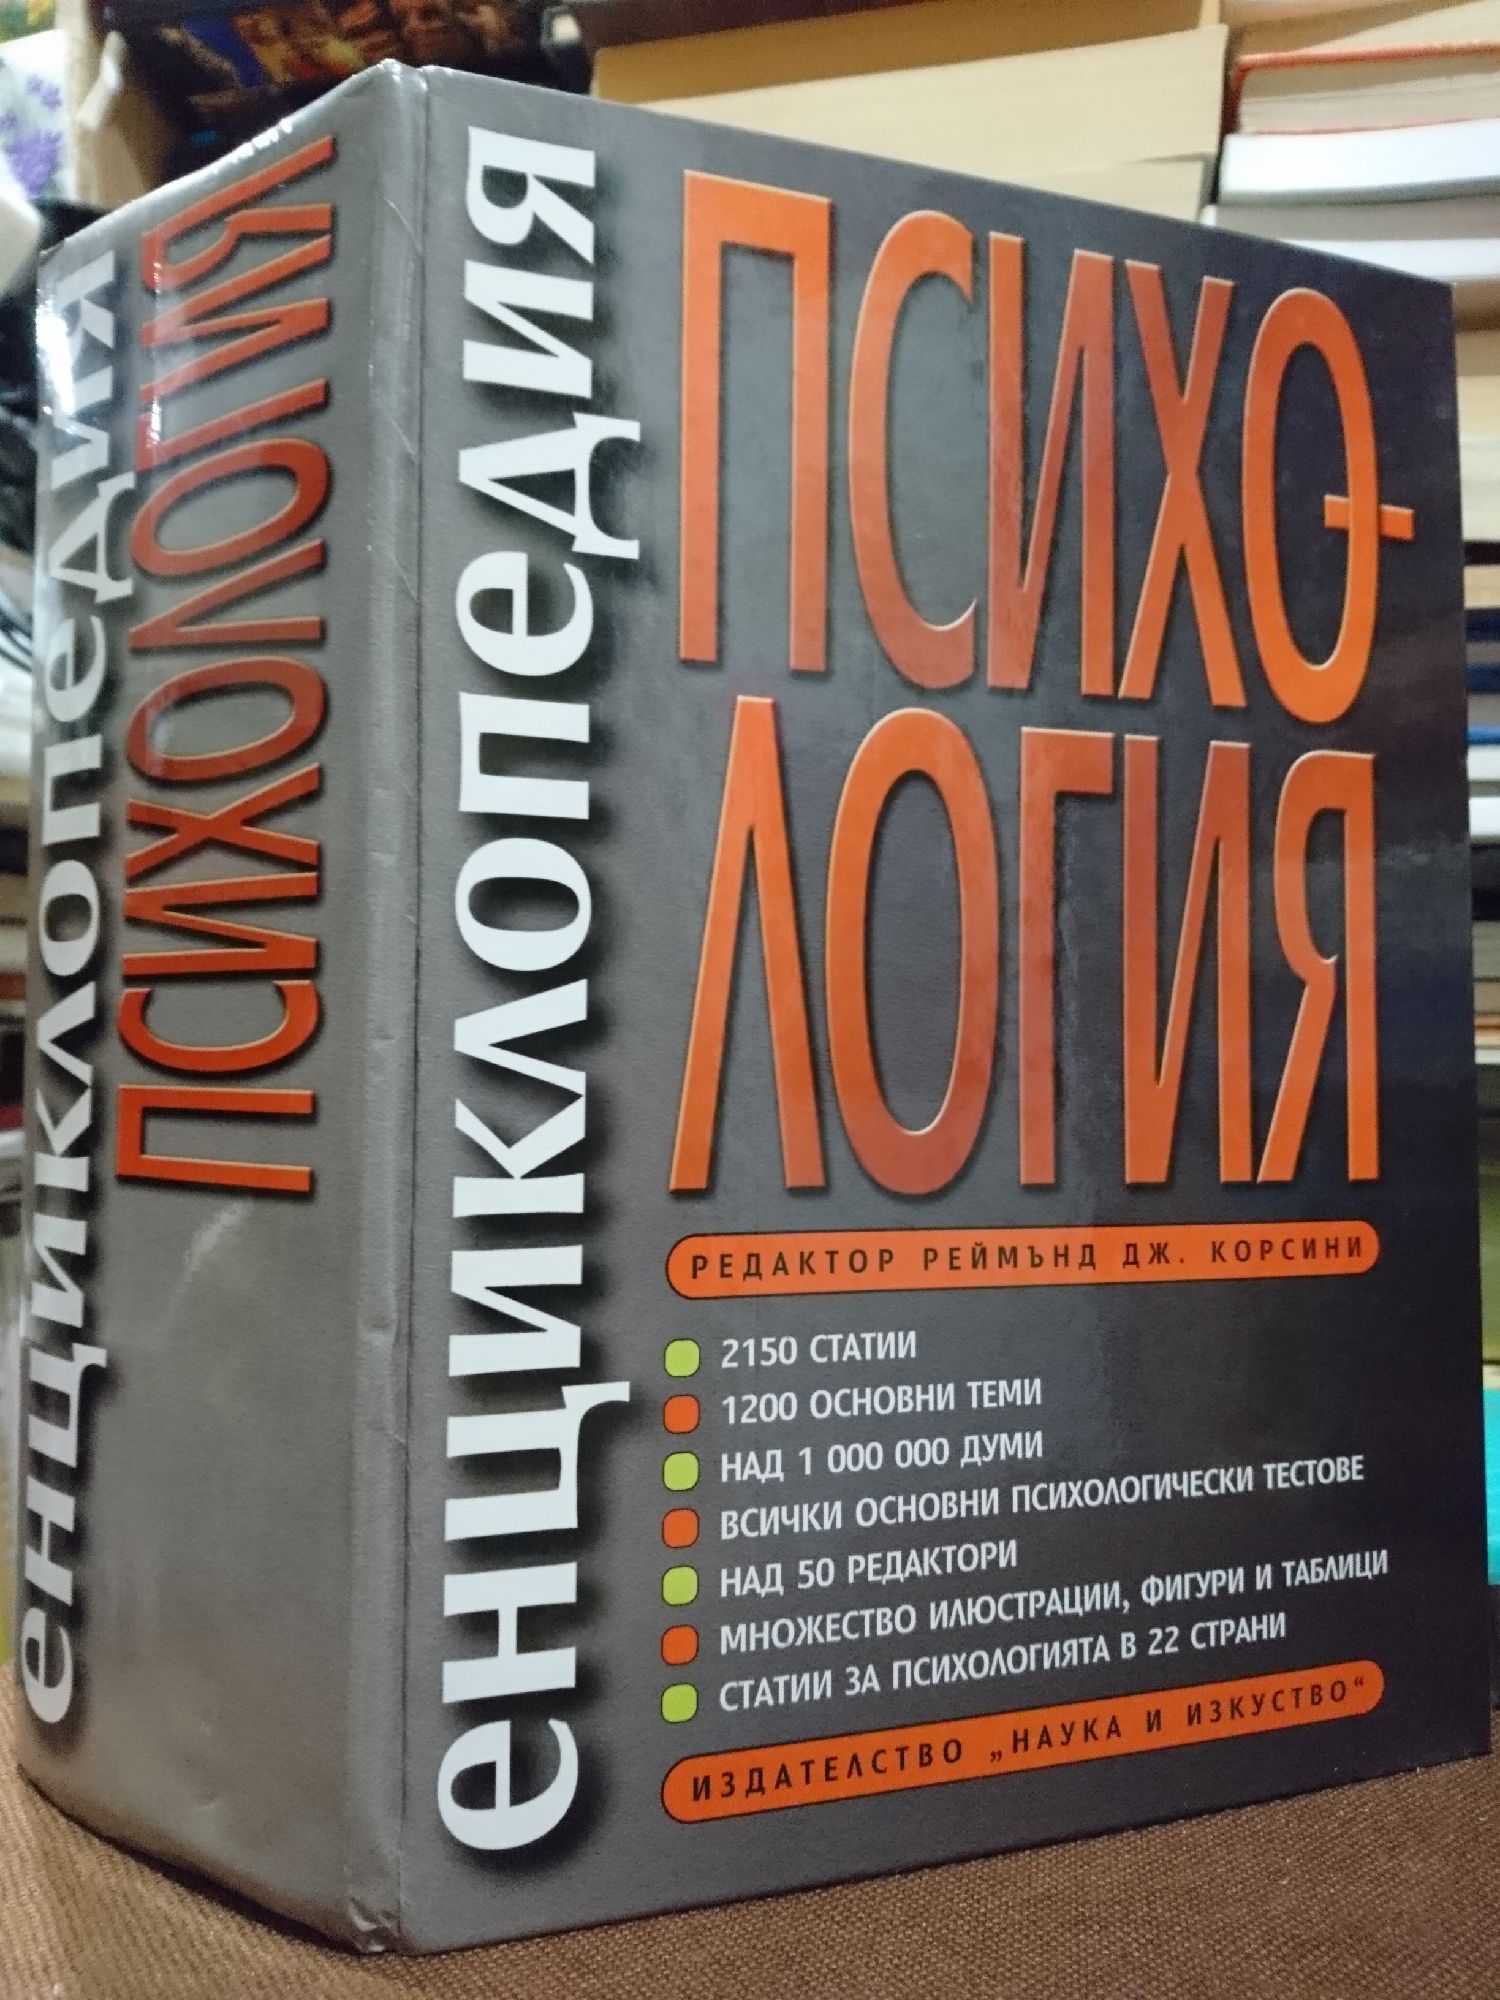 енциклопедия
ПСИХОЛОГИЯ
енциклопедия
ПСИХО-
ЛОГИЯ
РЕДАКТОР РЕЙМЪНД ДЖ. КОРСИНИ
2150 СТАТИИ
1200 ОСНОВНИ ТЕМИ
НАД 1 000 000 ДУМИ
ВСИЧКИ ОСНОВНИ ПСИХОЛОГИЧЕСКИ ТЕСТОВЕ
НАД 50 РЕДАКТОРИ
МНОЖЕСТВО ИЛЮСТРАЦИИ, ФИГУРИ И ТАБЛИЦИ
СТАТИИ ЗА ПСИХОЛОГИЯТА В 22 СТРАНИ
ИЗДАТЕЛСТВО „НАУКА И ИЗКУСТВО“